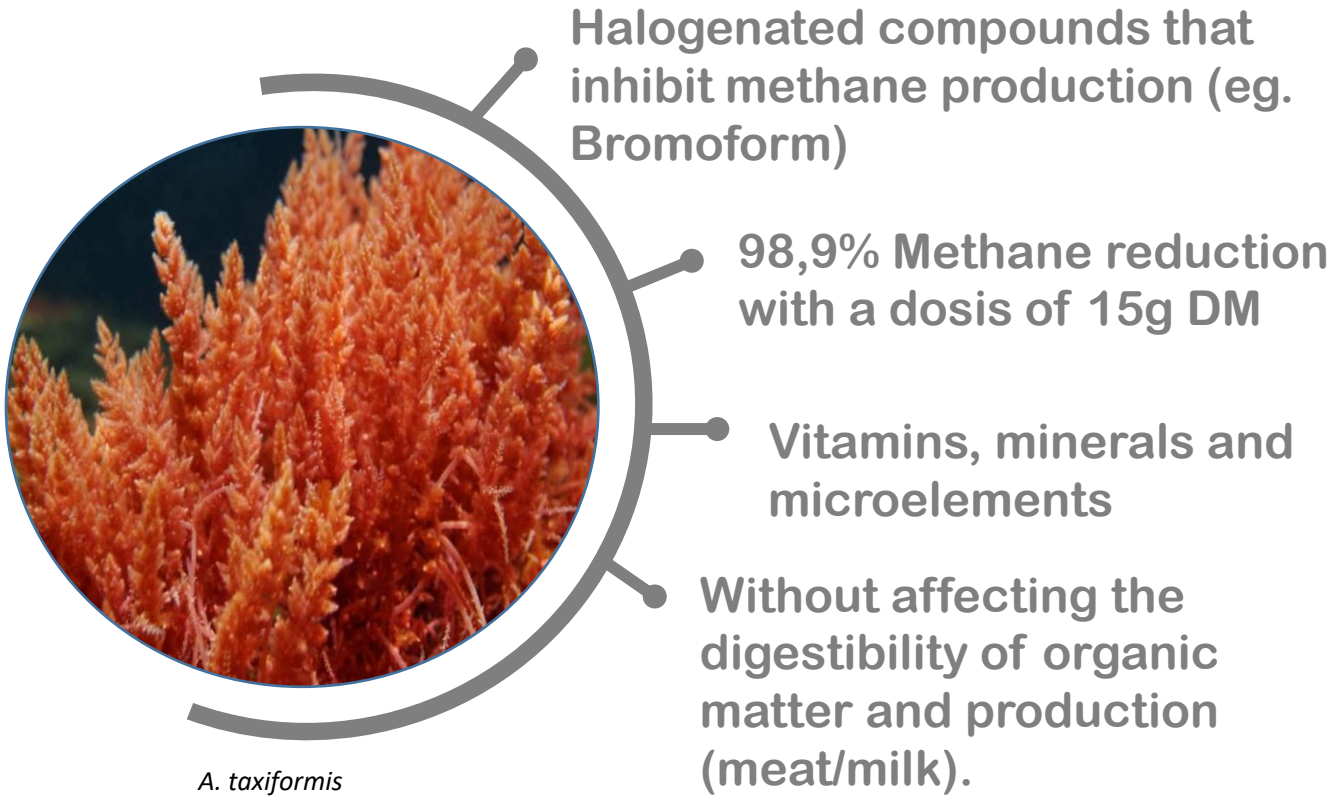 Halogenated compounds that
inhibit methane production (eg.
Bromoform)
98,9% Methane reduction
with a dosis of 15g DM
Vitamins, minerals and
microelements
Without affecting the
digestibility of organic
matter and production
(meat/milk).
A. taxiformis